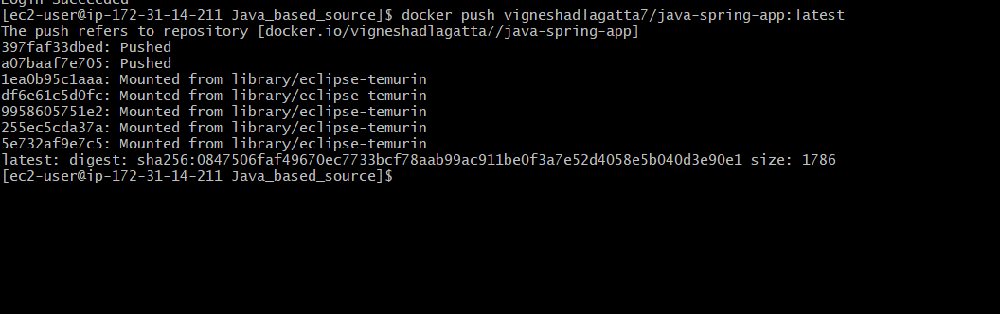 Login Succeeded
[ec2-user@ip-172-31-14-211 Java_based_source]$ docker push vigneshadlagatta7/java-spring-app:latest
The push refers to repository [docker.io/vigneshadlagatta7/java-spring-app]
397faf33dbed: Pushed
a07baaf7e705: Pushed
1ea0b95c1aaa: Mounted from library/eclipse-temurin
df6e61c5d0fc: Mounted from library/eclipse-temurin
9958605751e2: Mounted from library/eclipse-temurin
255ec5cda37a: Mounted from library/eclipse-temurin
5e732af9e7c5: Mounted from library/eclipse-temurin
latest: digest: sha256:0847506faf49670ec7733bcf78aab99ac911be0f3a7e52d4058e5b040d3e90e1 size: 1786
[ec2-user@ip-172-31-14-211 Java_based_source]$